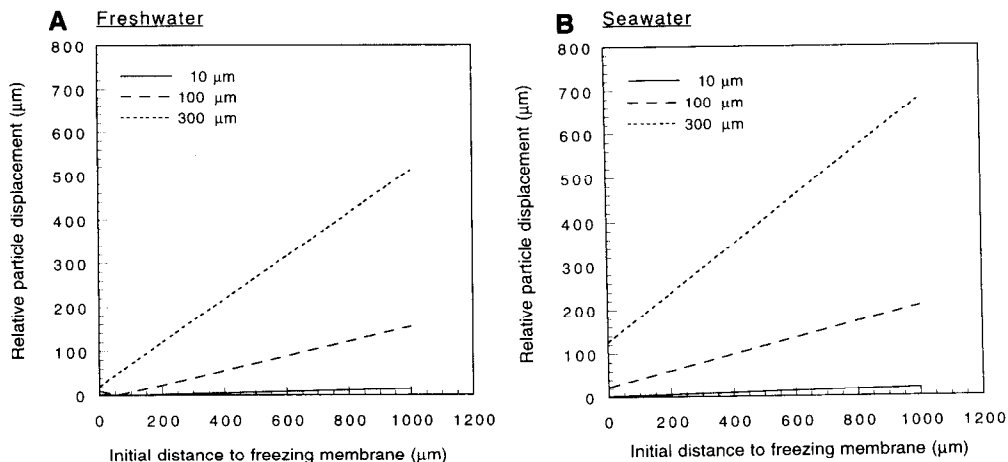 A Freshwater
800
700
600
500
400
300
200
100
0
Relative particle displacement (μm)
10 μm
100 μm
300 μm
0 200 400 600 800 1000 1200
Initial distance to freezing membrane (μm)
B Seawater
800
700
600
500
400
300
200
100
0
Relative particle displacement (μm)
10 μm
100 μm
300 μm
0 200 400 600 800 1000 1200
Initial distance to freezing membrane (μm)